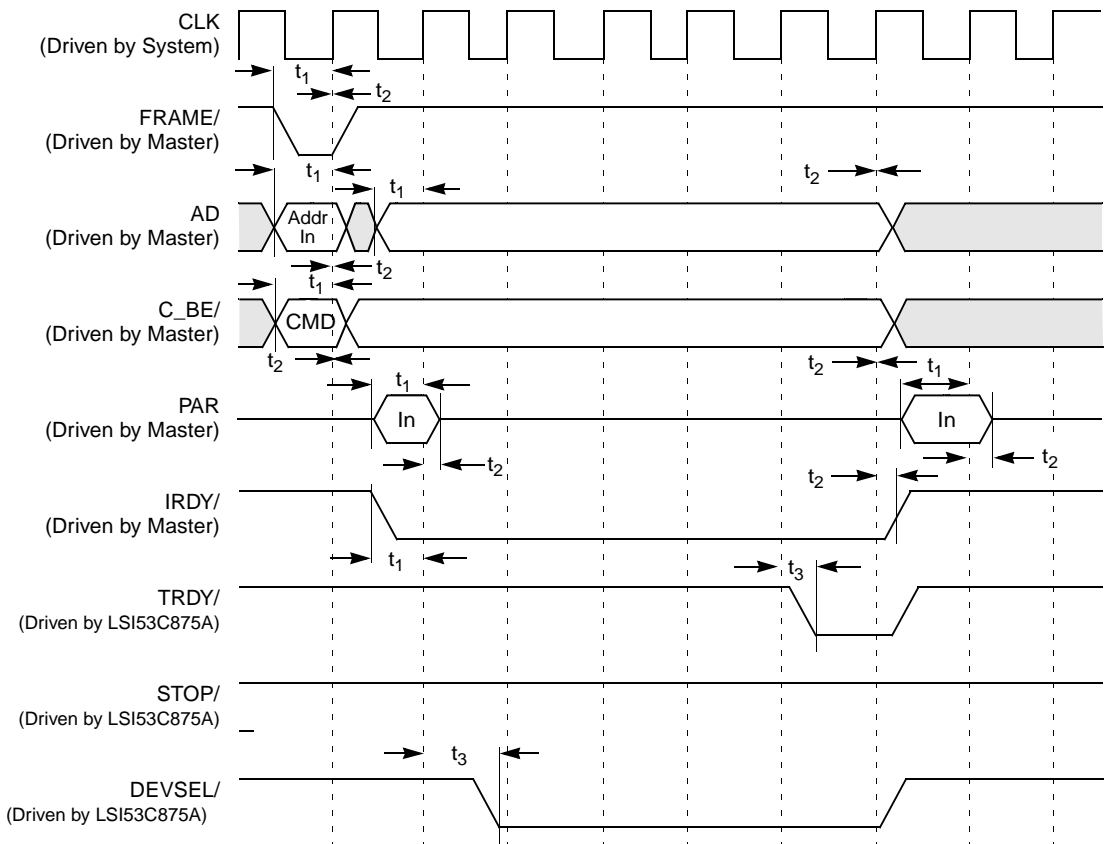 CLK
(Driven by System)
t1
t2
FRAME/
(Driven by Master)
t1
t1
t2
AD
(Driven by Master)
Addr
In
t2
t1
C_BE/
(Driven by Master)
CMD
t2
t2
t1
t1
PAR
(Driven by Master)
In
In
t2
t2
t2
IRDY/
(Driven by Master)
t1
t3
TRDY/
(Driven by LSI53C875A)
STOP/
(Driven by LSI53C875A)
t3
DEVSEL/
(Driven by LSI53C875A)